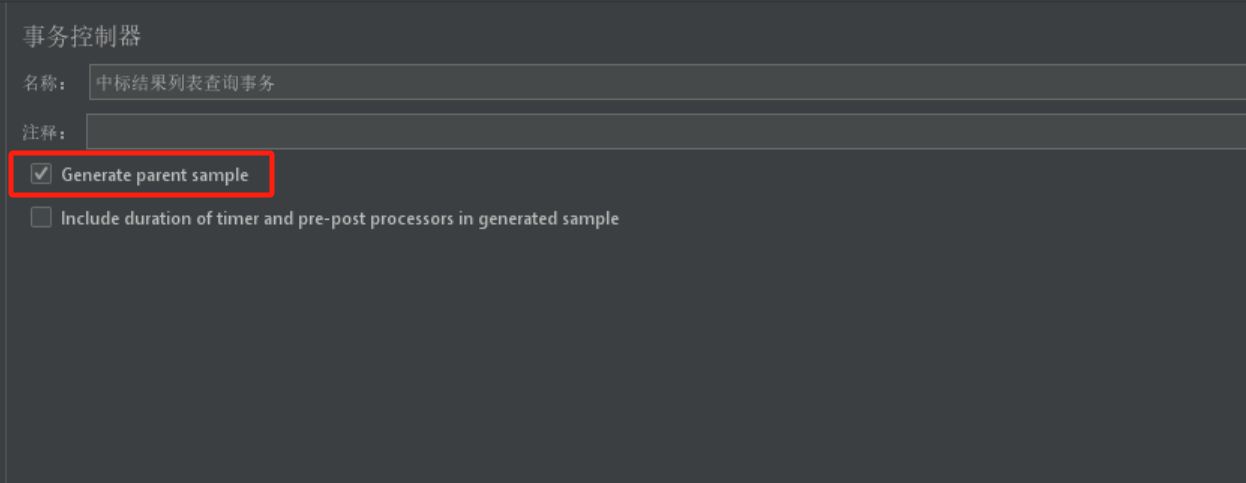 事务控制器
名称： 中标结果列表查询事务
注释：
Generate parent sample
Include duration of timer and pre-post processors in generated sample